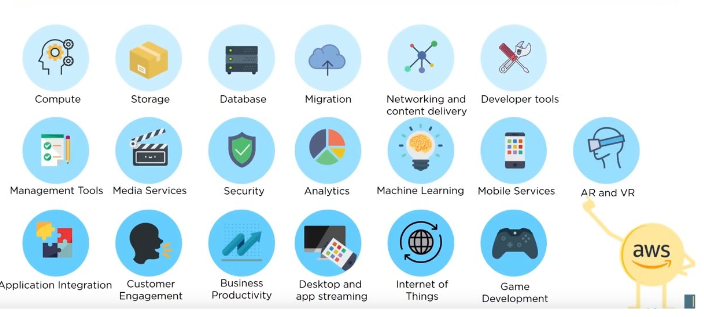 Compute
Storage
Database
Migration
Networking and
content delivery
Developer tools
Management Tools
Media Services
Security
Analytics
Machine Learning
Mobile Services
AR and VR
Application Integration
Customer
Engagement
Business
Productivity
Desktop and
app streaming
Internet of
Things
Game
Development
aws